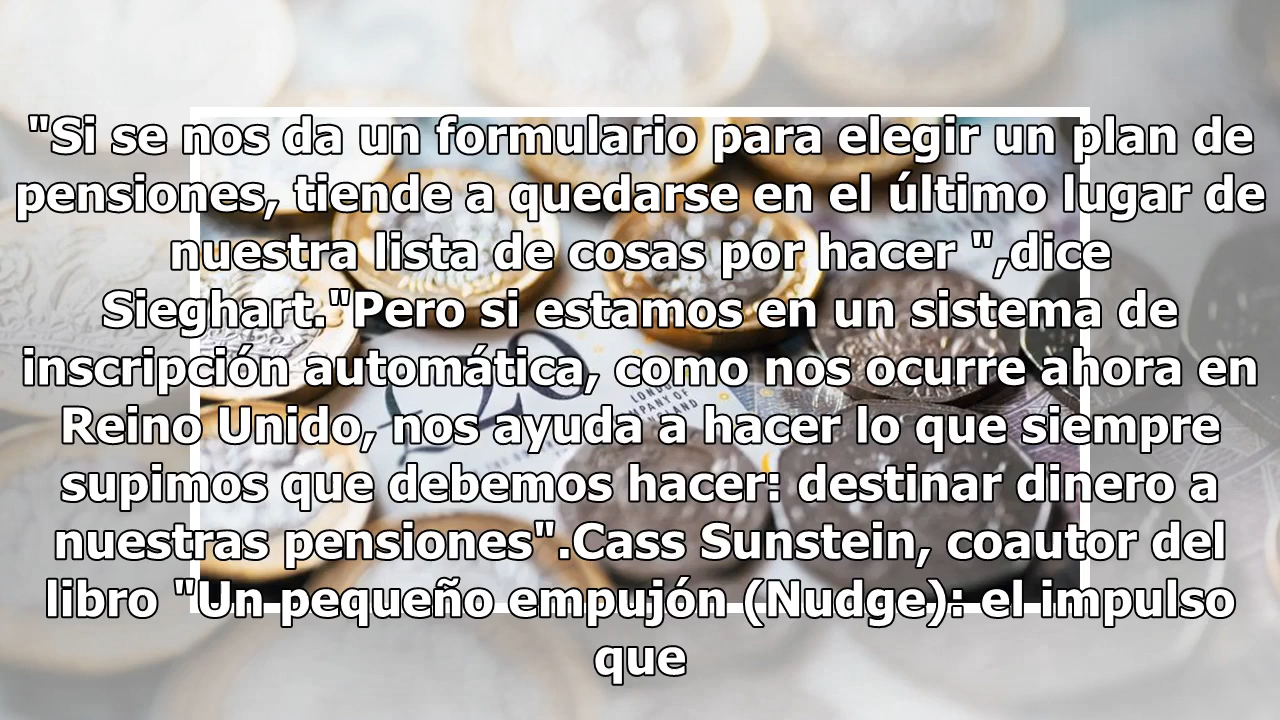 "Si se nos da un formulario para elegir un plan de
pensiones, tiende a quedarse en el último lugar de
nuestra lista de cosas por hacer ",dice
Sieghart."Pero si estamos en un sistema de
inscripción automática, como nos ocurre ahora en
Reino Unido, nos ayuda a hacer lo que siempre
supimos que debemos hacer: destinar dinero a
nuestras pensiones".Cass Sunstein, coautor del
libro "Un pequeño empujón (Nudge): el impulso
que
£20
LONDON